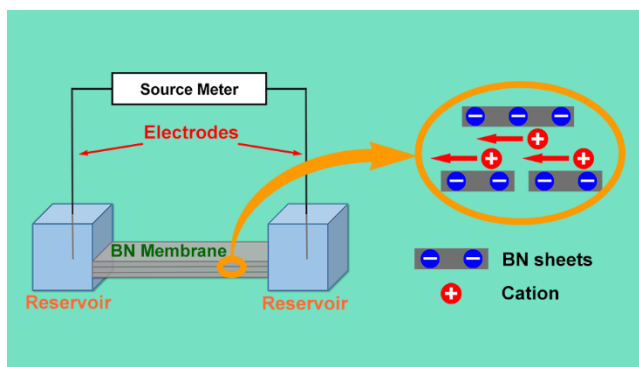 Source Meter
Electrodes
BN Membrane
Reservoir
Reservoir
BN sheets
Cation